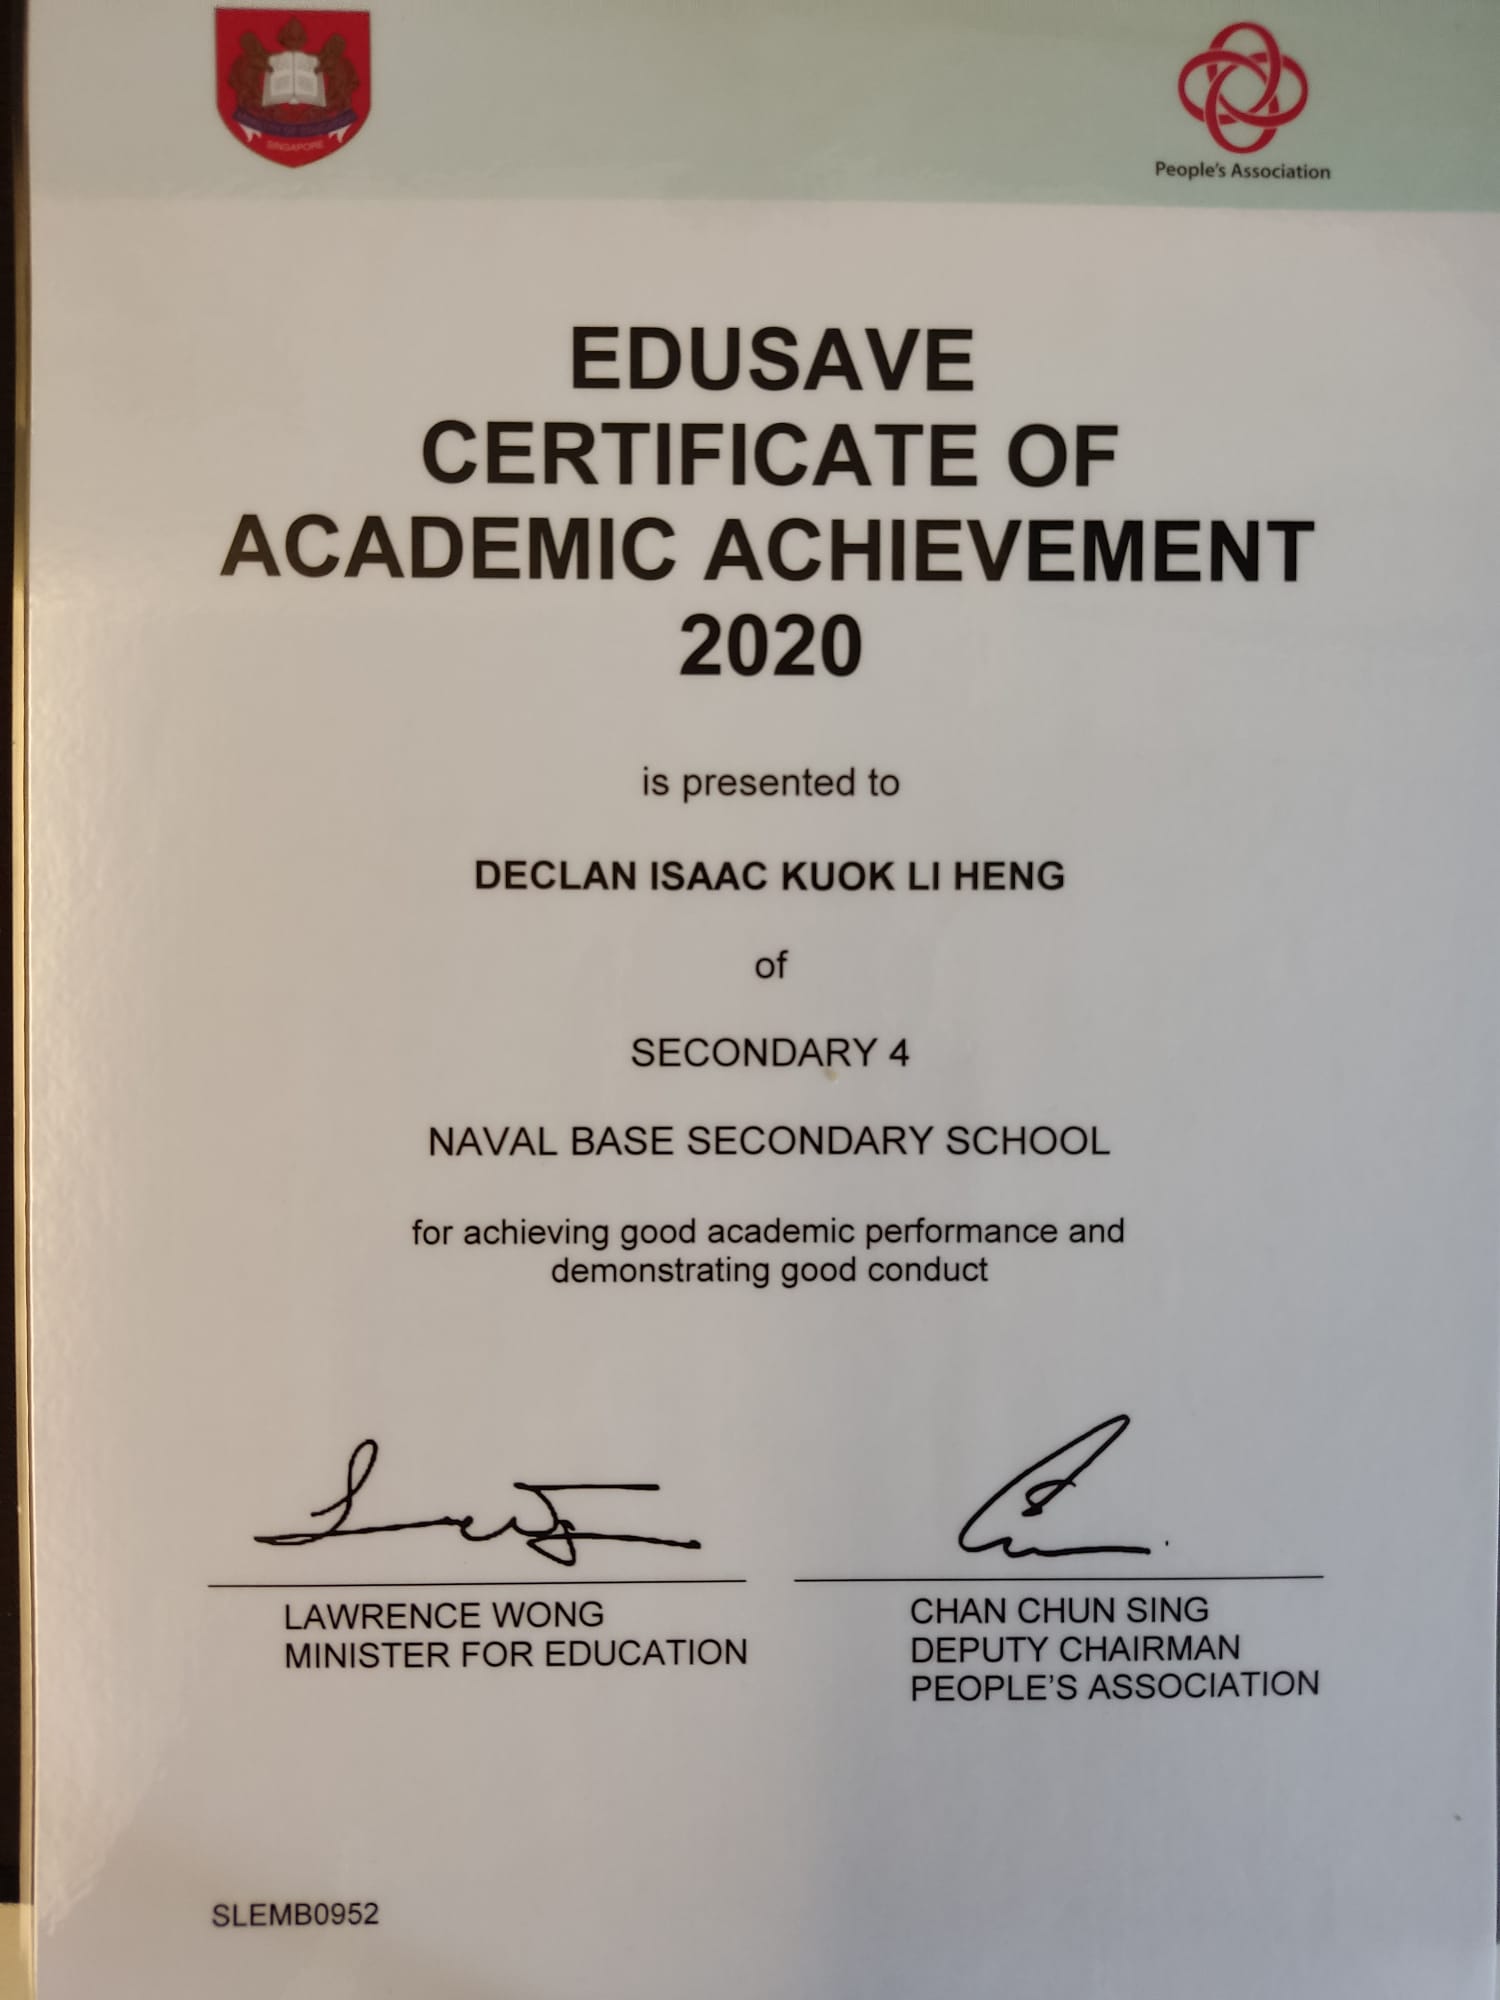 SINGAPORE
People's Association
EDUSAVE
CERTIFICATE OF
ACADEMIC ACHIEVEMENT
2020
is presented to
DECLAN ISAAC KUOK LI HENG
of
SECONDARY 4
NAVAL BASE SECONDARY SCHOOL
for achieving good academic performance and
demonstrating good conduct
LAWRENCE WONG
MINISTER FOR EDUCATION
CHAN CHUN SING
DEPUTY CHAIRMAN
PEOPLE'S ASSOCIATION
SLEMB0952